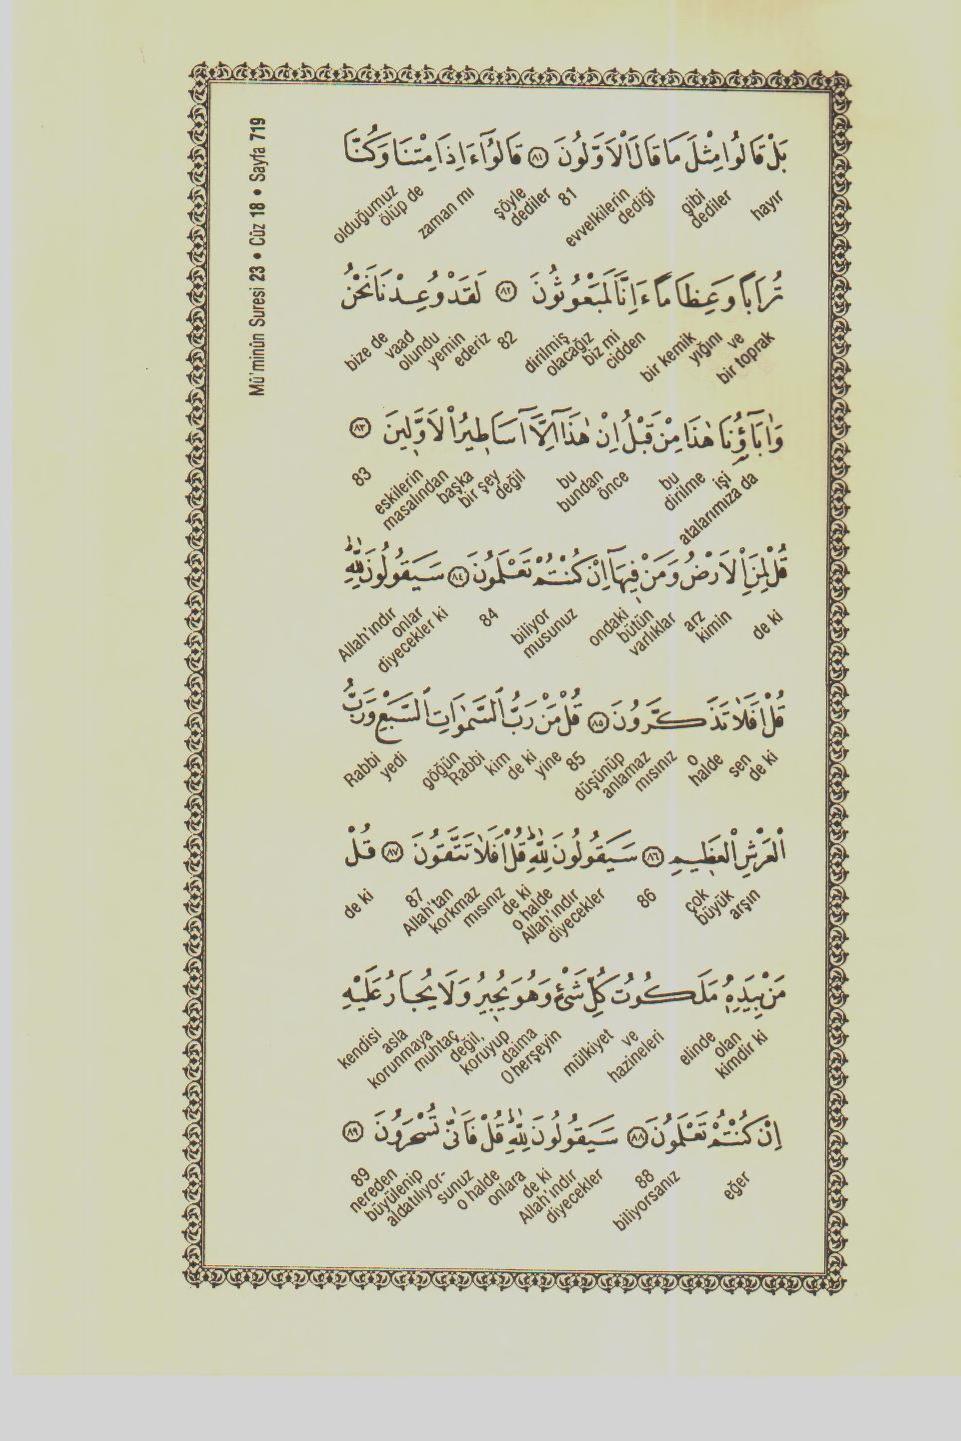 Mü'minûn Suresi 23 • Cüz 18 • Sayfa 719
بَلْ قَالُوا مِثْلَ مَا قَالَ الْاَوَّلُونَ ﴿٨١﴾ قَالُٓوا ءَاِذَا مِتْنَا وَكُنَّا
hayır
dediler
gibi
dediği
evvelkilerin
81
dediler
şöyle
zaman mı
ölüp de
olduğumuz
تُرَابًا وَعِظَامًا ءَاِنَّا لَمَبْعُوثُونَ ﴿٨٢﴾ لَقَدْ وُعِدْنَا نَحْنُ
bir toprak
ve
yığını
bir kemik
cidden
biz mi
olacağız
dirilmiş
82
ederiz
yemin
olundu
vaad
bize de
وَاٰبَٓاؤُنَا هٰذَا مِنْ قَبْلُ اِنْ هٰذَٓا اِلَّٓا اَسَاطِيرُ الْاَوَّلِينَ ﴿٨٣﴾
atalarımıza da
işi
dirilme
bu
önce
bundan
bu
değil
bir şey
başka
masalından
eskilerin
83
قُلْ لِمَنِ الْاَرْضُ وَمَنْ فِيهَٓا اِنْ كُنْتُمْ تَعْلَمُونَ ﴿٨٤﴾ سَيَقُولُونَ لِلّٰهِ
de ki
kimin
arz
varlıklar
bütün
ondaki
musunuz
biliyor
84
diyecekler ki
onlar
Allah'ındır
قُلْ اَفَلَا تَذَكَّرُونَ ﴿٨٥﴾ قُلْ مَنْ رَبُّ السَّمٰوَاتِ السَّبْعِ وَرَبُّ
de ki
sen
halde
o
mısınız
anlamaz
düşünüp
85
yine
de ki
kim
Rabbi
göğün
yedi
Rabbi
الْعَرْشِ الْعَظِيمِ ﴿٨٦﴾ سَيَقُولُونَ لِلّٰهِ قُلْ اَفَلَا تَتَّقُونَ ﴿٨٧﴾ قُلْ
arşın
büyük
çok
86
diyecekler
Allah'ındır
o halde
de ki
mısınız
korkmaz
Allah'tan
87
de ki
مَنْ بِيَدِهِ مَلَكُوتُ كُلِّ شَيْءٍ وَهُوَ يُجِيرُ وَلَا يُجَارُ عَلَيْهِ
kimdir ki
olan
elinde
hazineleri
ve
mülkiyet
O herşeyin
daima
koruyup
değil,
muhtaç
korunmaya
asla
kendisi
اِنْ كُنْتُمْ تَعْلَمُونَ ﴿٨٨﴾ سَيَقُولُونَ لِلّٰهِ قُلْ فَاَنّٰى تُسْحَرُونَ ﴿٨٩﴾
eğer
biliyorsanız
88
diyecekler
Allah'ındır
de ki
onlara
o halde
sunuz
aldatılıyor-
büyülenip
nereden
89